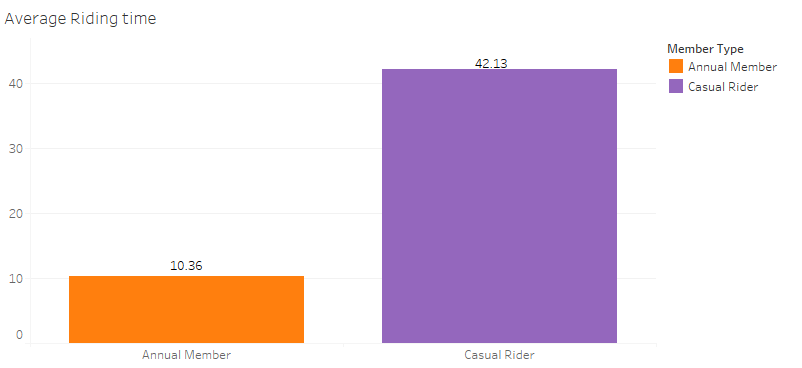 Average Riding time
Member Type
Annual Member
Casual Rider
40
30
20
10
0
10.36
42.13
Annual Member
Casual Rider